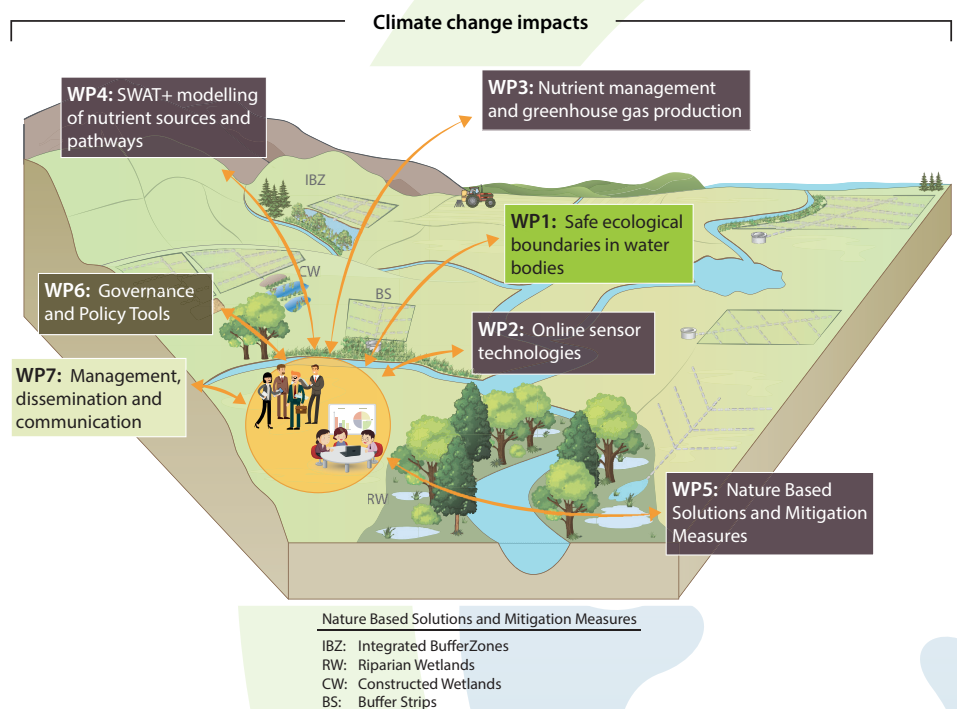 Climate change impacts
WP4: SWAT+ modelling
of nutrient sources and
pathways
WP3: Nutrient management
and greenhouse gas production
IBZ
WP1: Safe ecological
boundaries in water
bodies
CW
BS
WP6: Governance
and Policy Tools
WP2: Online sensor
technologies
WP7: Management,
dissemination and
communication
RW
WP5: Nature Based
Solutions and Mitigation
Measures
Nature Based Solutions and Mitigation Measures
IBZ: Integrated BufferZones
RW: Riparian Wetlands
CW: Constructed Wetlands
BS: Buffer Strips